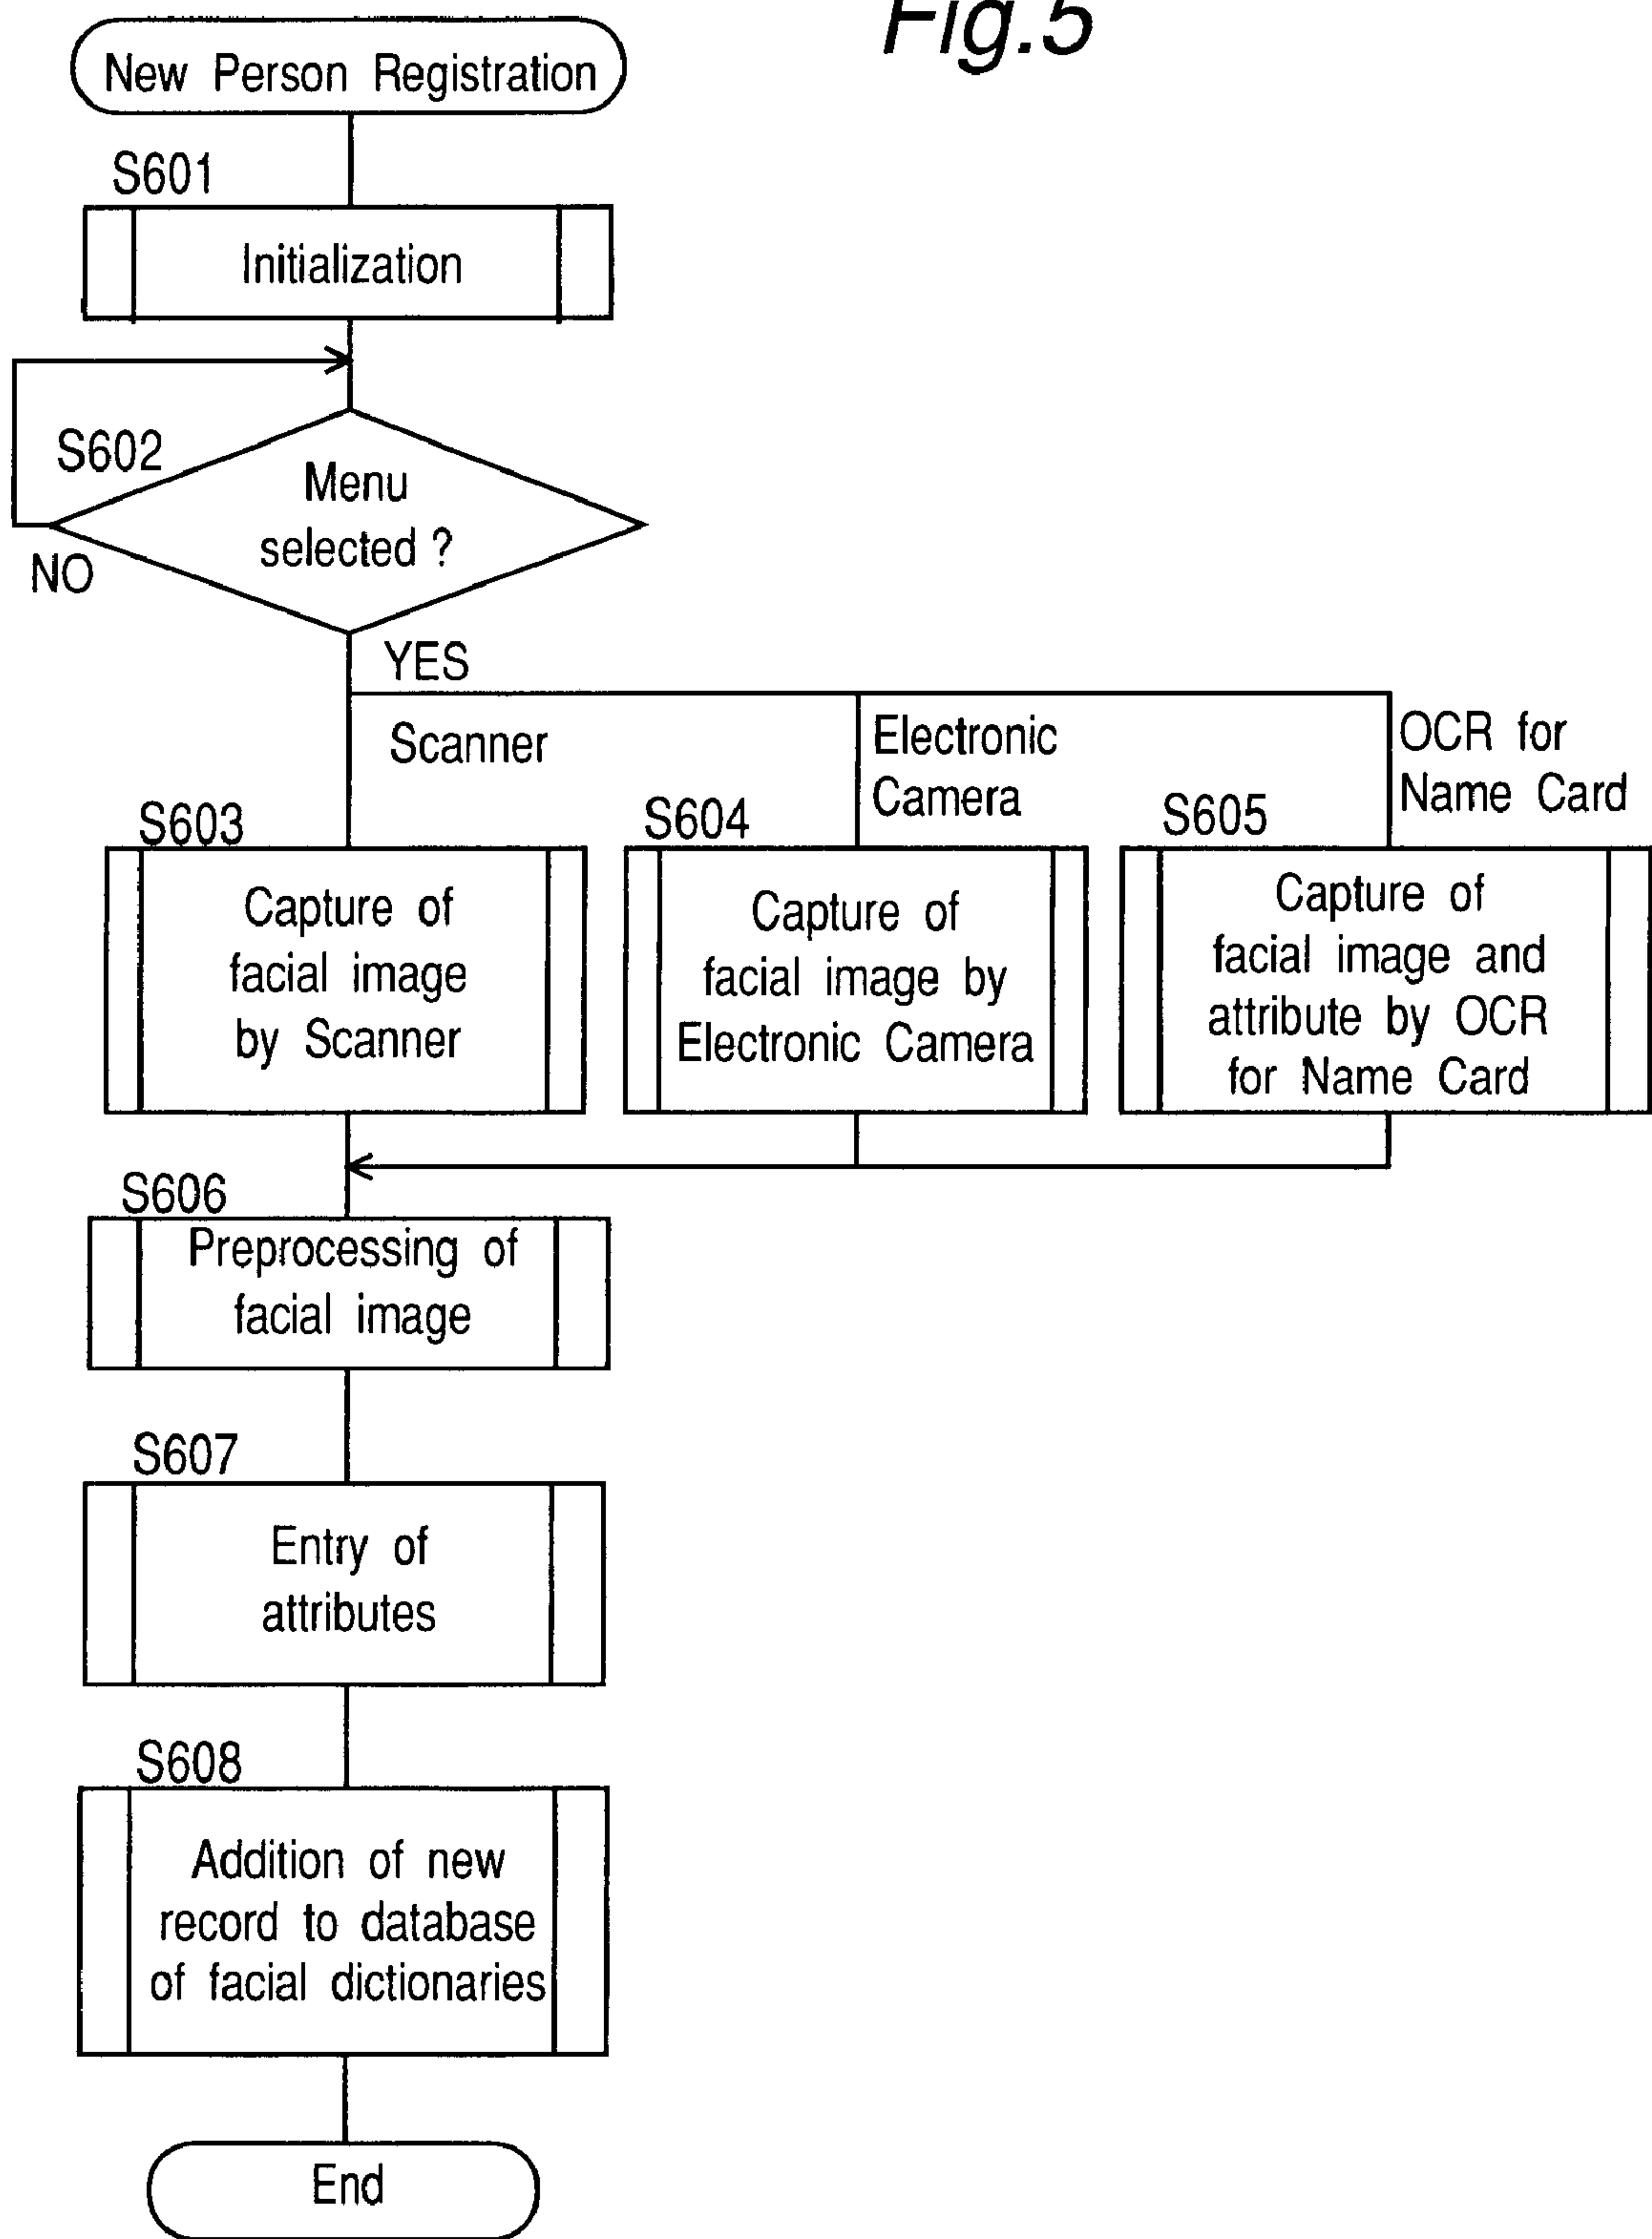 Fig.5
New Person Registration
S601
Initialization
S602
Menu
selected ?
NO
YES
Scanner
Electronic
Camera
OCR for
Name Card
S603
Capture of
facial image
by Scanner
S604
Capture of
facial image by
Electronic Camera
S605
Capture of
facial image and
attribute by OCR
for Name Card
S606
Preprocessing of
facial image
S607
Entry of
attributes
S608
Addition of new
record to database
of facial dictionaries
End